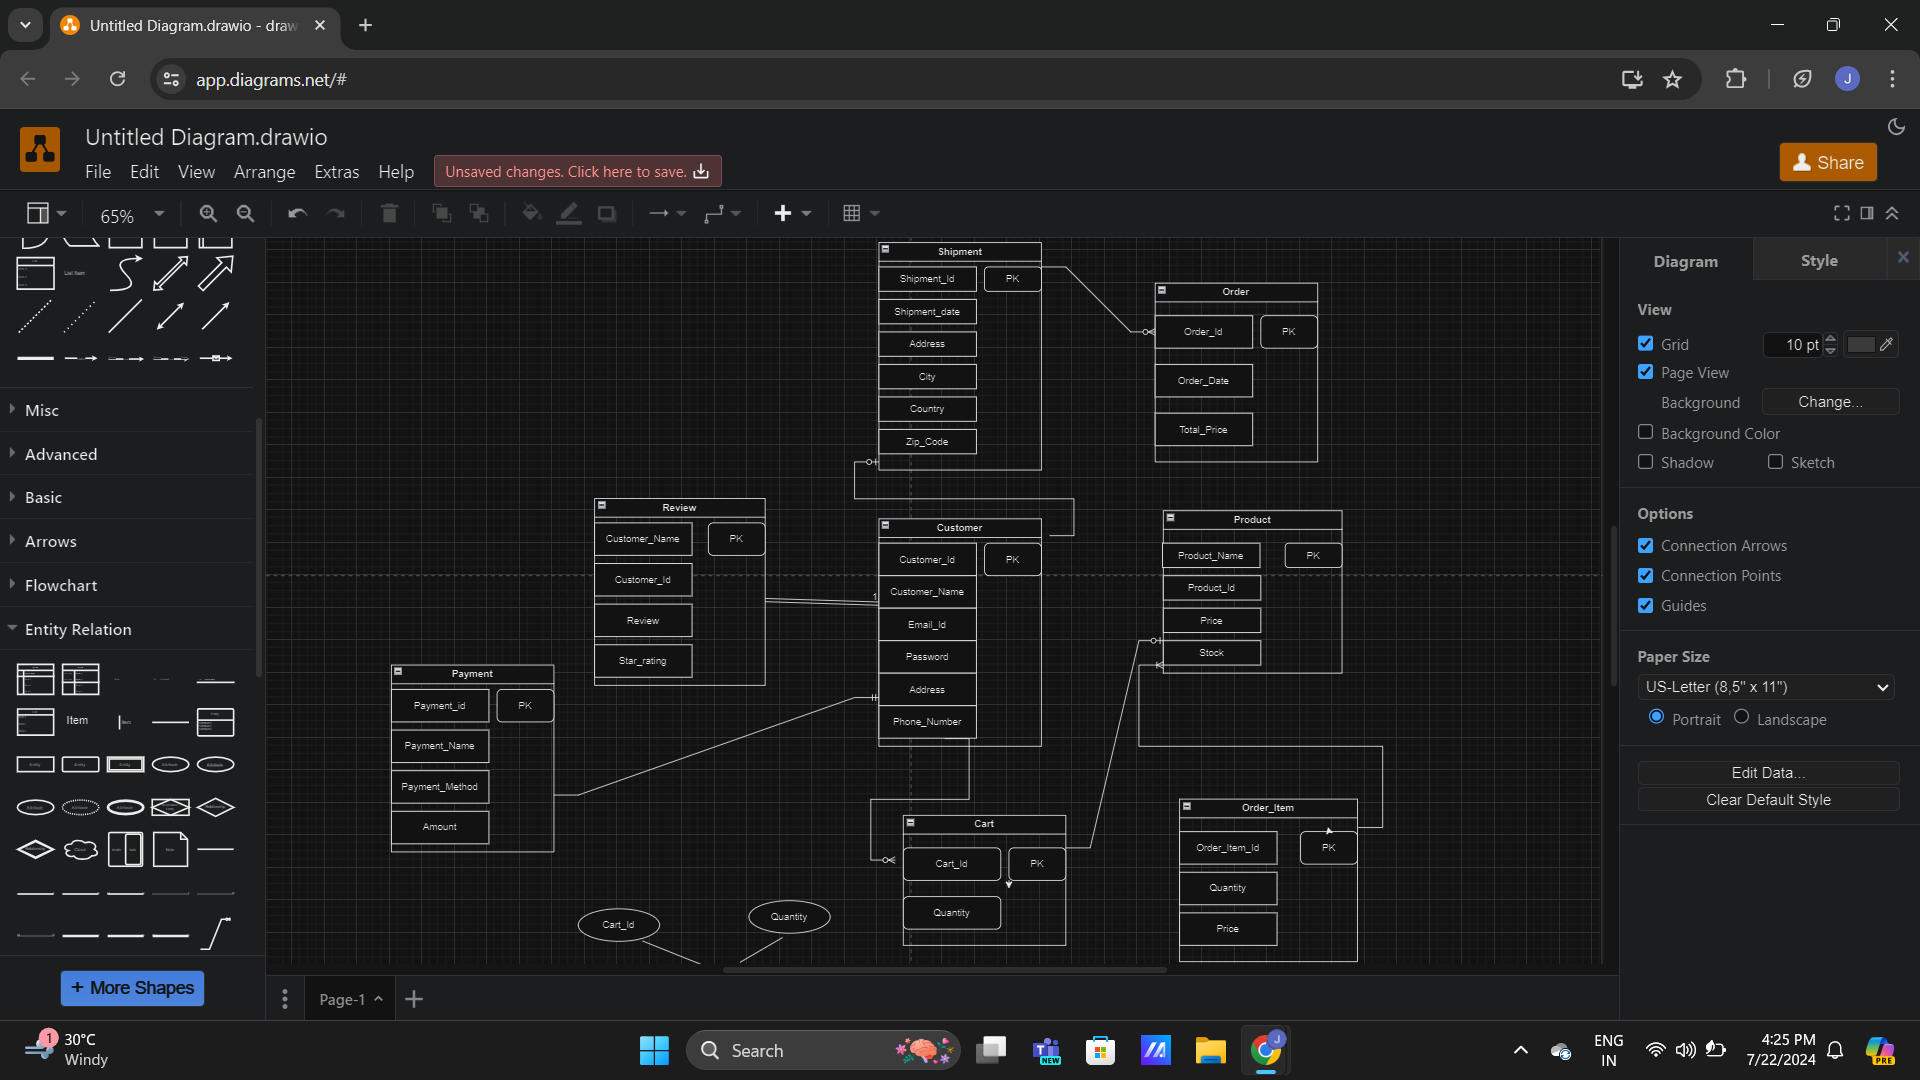 Untitled Diagram.drawio - draw
app.diagrams.net/#
J
Untitled Diagram.drawio
File Edit View Arrange Extras Help
Unsaved changes. Click here to save.
Share
65%
List Item
Misc
Advanced
Basic
Arrows
Flowchart
Entity Relation
Item
+ More Shapes
Shipment
Shipment_Id PK
Shipment_date
Address
City
Country
Zip_Code
Order
Order_Id PK
Order_Date
Total_Price
Review
Customer_Name PK
Customer_Id
Review
Star_rating
Customer
Customer_Id PK
1
Customer_Name
Email_Id
Password
Address
Phone_Number
Product
Product_Name PK
Product_Id
Price
Stock
Payment
Payment_id PK
Payment_Name
Payment_Method
Amount
Cart
Cart_Id PK
Quantity
Order_Item
Order_Item_Id PK
Quantity
Price
Cart_Id
Quantity
Diagram Style
View
Grid 10 pt
Page View
Background Change...
Background Color
Shadow Sketch
Options
Connection Arrows
Connection Points
Guides
Paper Size
US-Letter (8,5" x 11")
Portrait Landscape
Edit Data...
Clear Default Style
Page-1
1
30°C
Windy
Search
NEW
J
ENG
IN
4:25 PM
7/22/2024
PRE